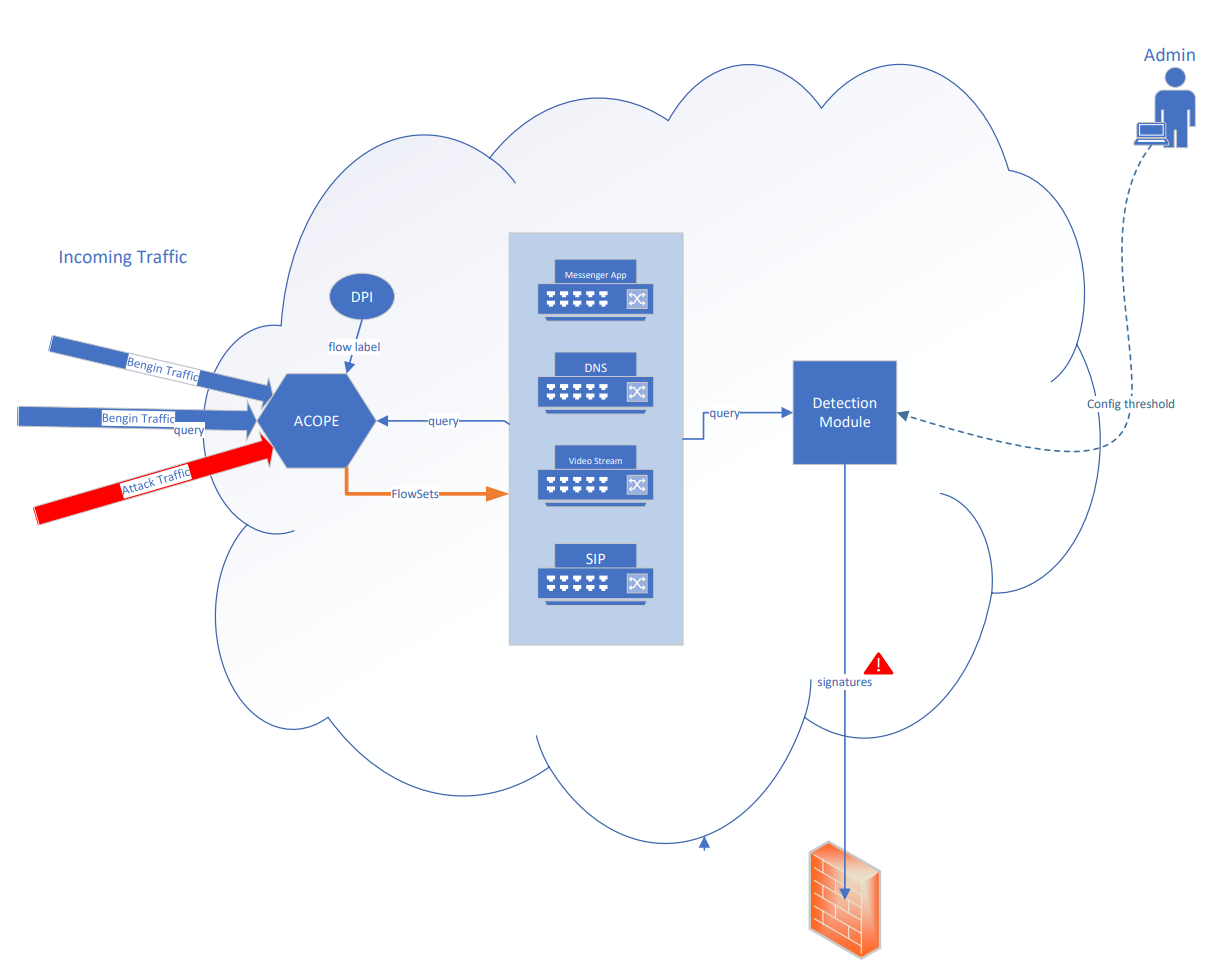 Admin
Incoming Traffic
Messenger App
DPI
flow label
Bengin Traffic
DNS
Bengin Traffic
query
ACOPE
query
query
Detection
Module
Config threshold
Video Stream
Attack Traffic
FlowSets
SIP
signatures
!